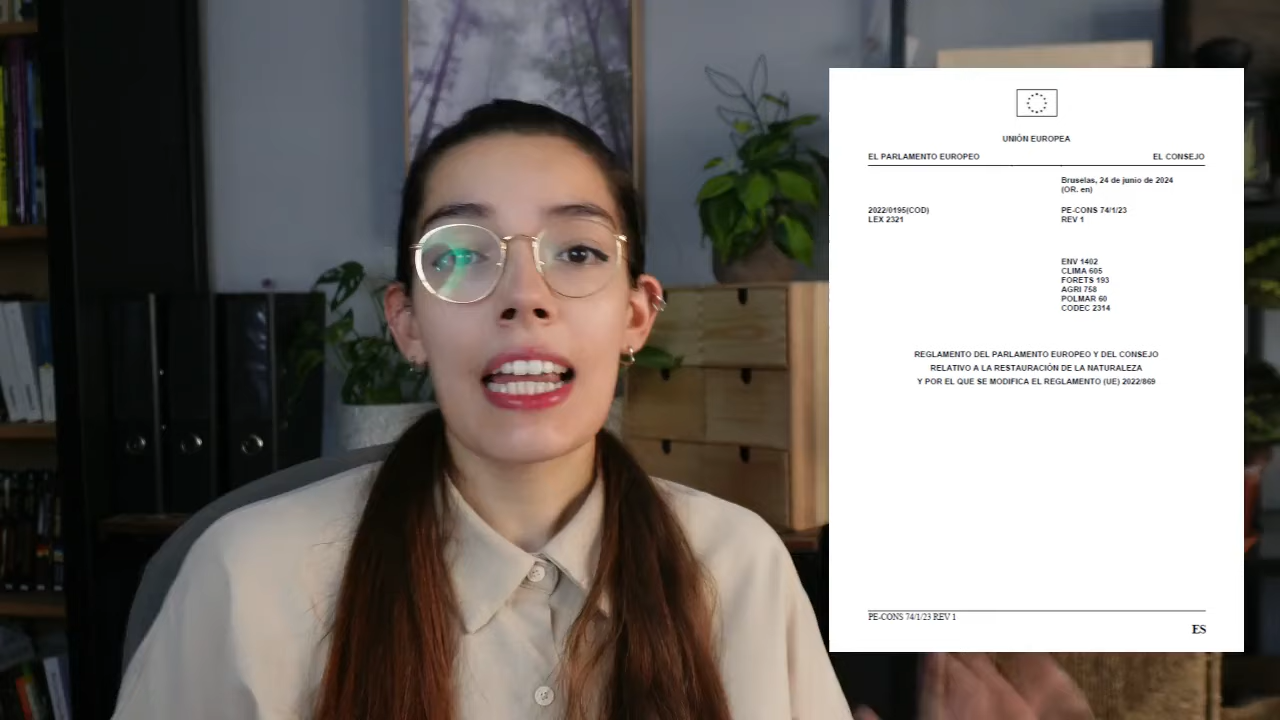 UNIÓN EUROPEA
EL PARLAMENTO EUROPEO EL CONSEJO
Bruselas, 24 de junio de 2024
(OR. en)
2022/0195(COD) PE-CONS 74/1/23
LEX 2321 REV 1
ENV 1402
CLIMA 605
FORETS 193
AGRI 758
POLMAR 60
CODEC 2314
REGLAMENTO DEL PARLAMENTO EUROPEO Y DEL CONSEJO
RELATIVO A LA RESTAURACIÓN DE LA NATURALEZA
Y POR EL QUE SE MODIFICA EL REGLAMENTO (UE) 2022/869
PE-CONS 74/1/23 REV 1
ES